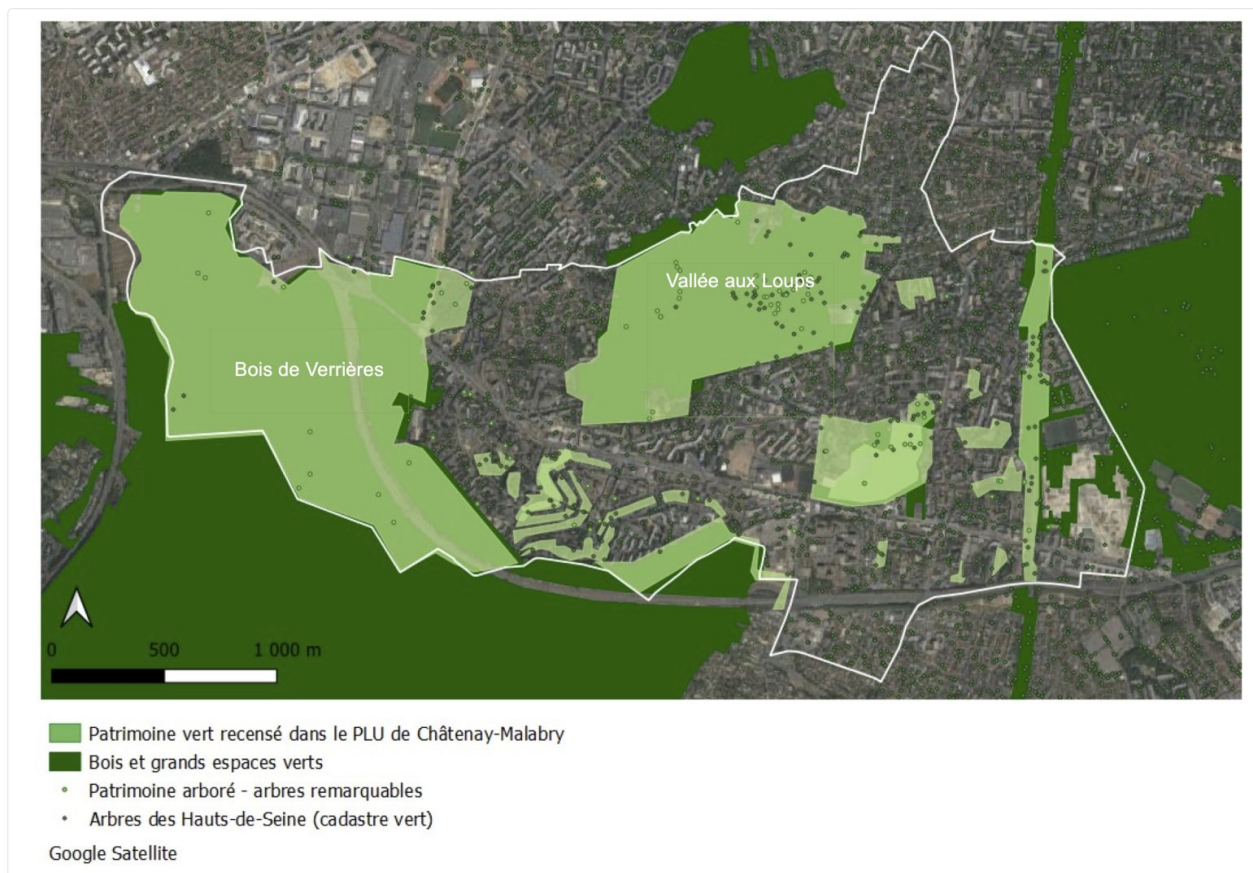 Vallée aux Loups
Bois de Verrières
0 500 1 000 m
Patrimoine vert recensé dans le PLU de Châtenay-Malabry
Bois et grands espaces verts
Patrimoine arboré - arbres remarquables
Arbres des Hauts-de-Seine (cadastre vert)
Google Satellite